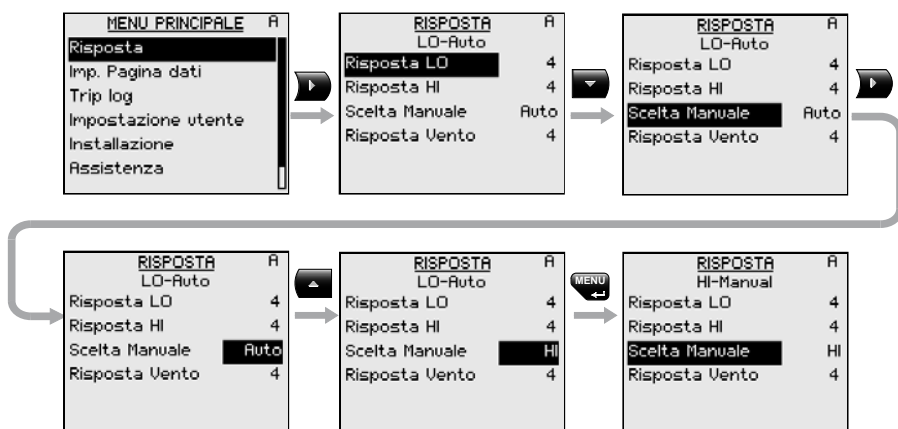 MENU PRINCIPALE A
Risposta
Imp. Pagina dati
Trip log
Impostazione utente
Installazione
Assistenza
RISPOSTA A
LO-Auto
Risposta LO 4
Risposta HI 4
Scelta Manuale Auto
Risposta Vento 4
RISPOSTA A
LO-Auto
Risposta LO 4
Risposta HI 4
Scelta Manuale Auto
Risposta Vento 4
RISPOSTA A
LO-Auto
Risposta LO 4
Risposta HI 4
Scelta Manuale Auto
Risposta Vento 4
RISPOSTA A
LO-Auto
Risposta LO 4
Risposta HI 4
Scelta Manuale HI
Risposta Vento 4
MENU
RISPOSTA A
HI-Manual
Risposta LO 4
Risposta HI 4
Scelta Manuale HI
Risposta Vento 4